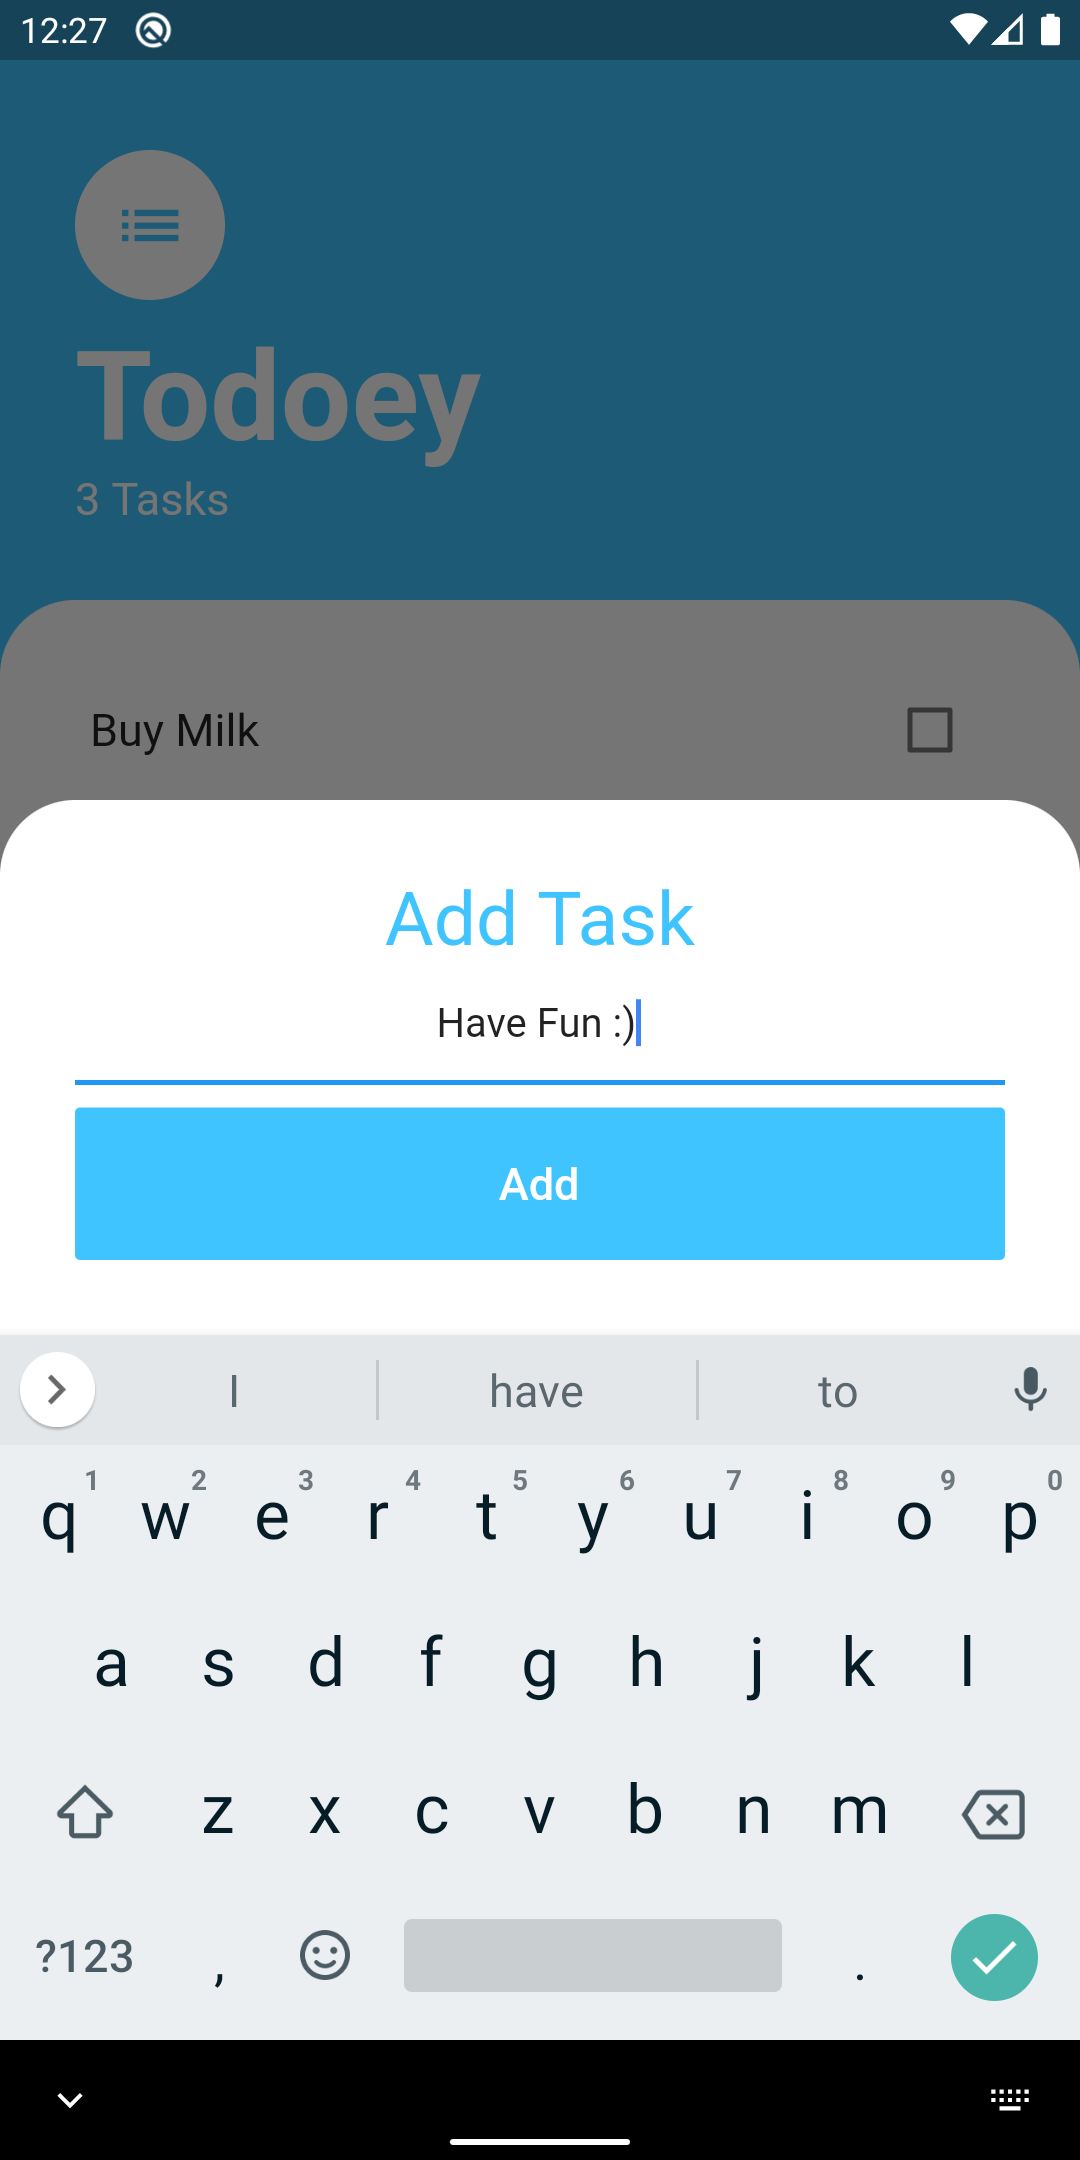 12:27
Todoey
3 Tasks
Buy Milk
Add Task
Have Fun :)
Add
I have to
1 2 3 4 5 6 7 8 9 0
q w e r t y u i o p
a s d f g h j k l
z x c v b n m
?123 , .